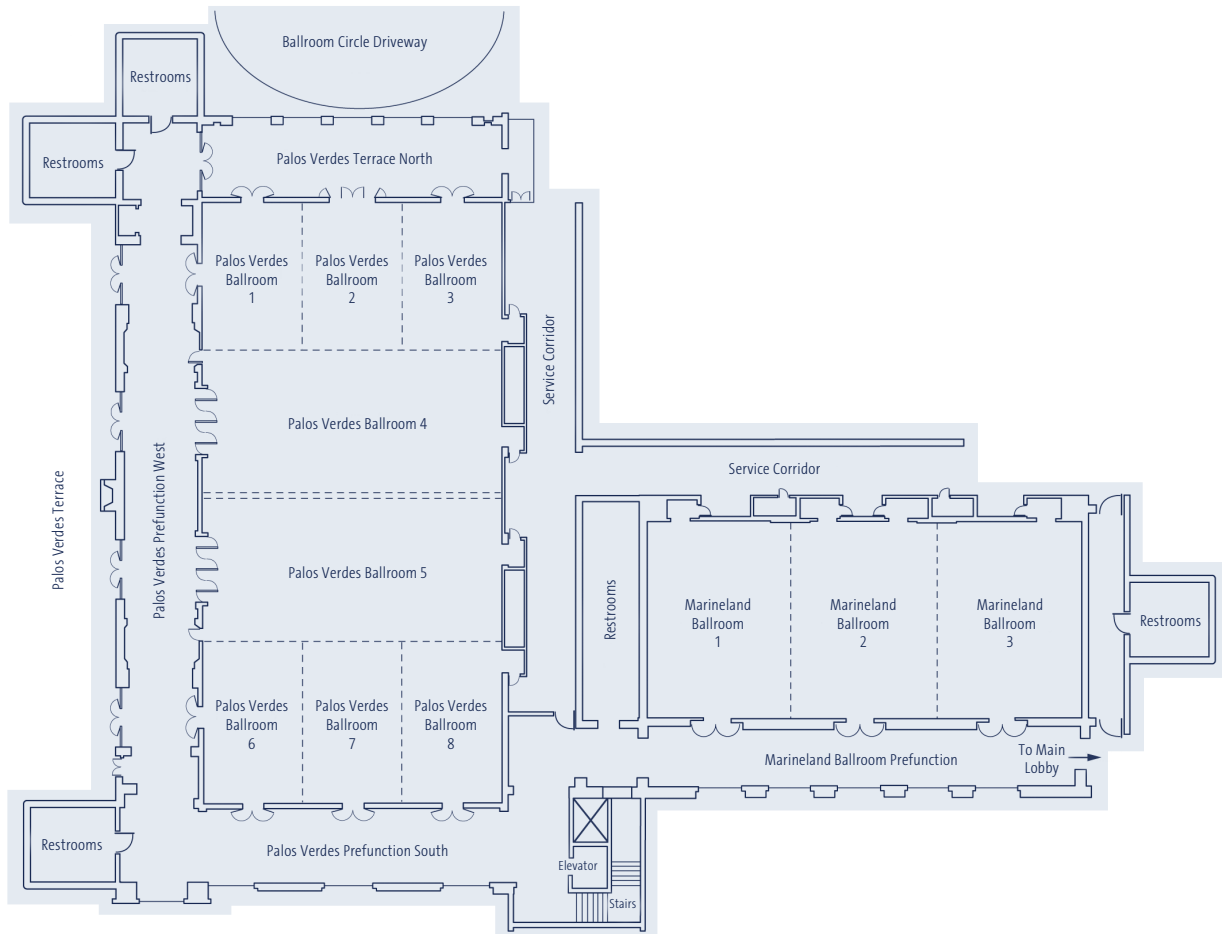 Ballroom Circle Driveway
Restrooms
Restrooms
Palos Verdes Terrace North
Palos Verdes
Ballroom
1
Palos Verdes
Ballroom
2
Palos Verdes
Ballroom
3
Service Corridor
Palos Verdes Ballroom 4
Palos Verdes Terrace
Palos Verdes Prefunction West
Service Corridor
Palos Verdes Ballroom 5
Restrooms
Marineland
Ballroom
1
Marineland
Ballroom
2
Marineland
Ballroom
3
Restrooms
Palos Verdes
Ballroom
6
Palos Verdes
Ballroom
7
Palos Verdes
Ballroom
8
Marineland Ballroom Prefunction
To Main
Lobby
Restrooms
Palos Verdes Prefunction South
Elevator
Stairs